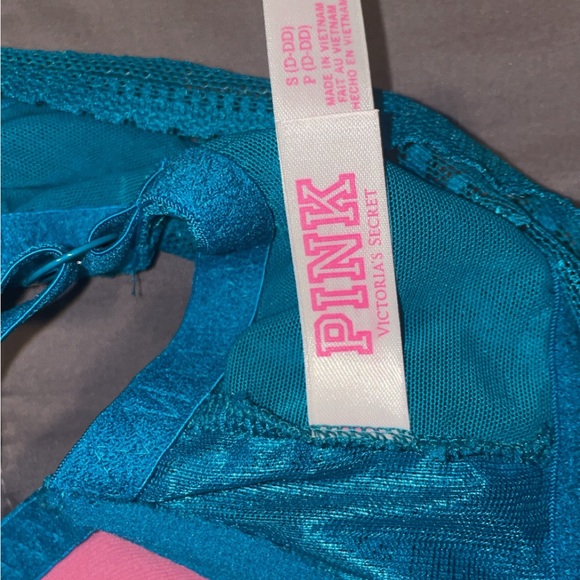 S (D-DD)
P (D-DD)
MADE IN VIETNAM
FAIT AU VIETNAM
HECHO EN VIETNAM
PINK
VICTORIA'S SECRET